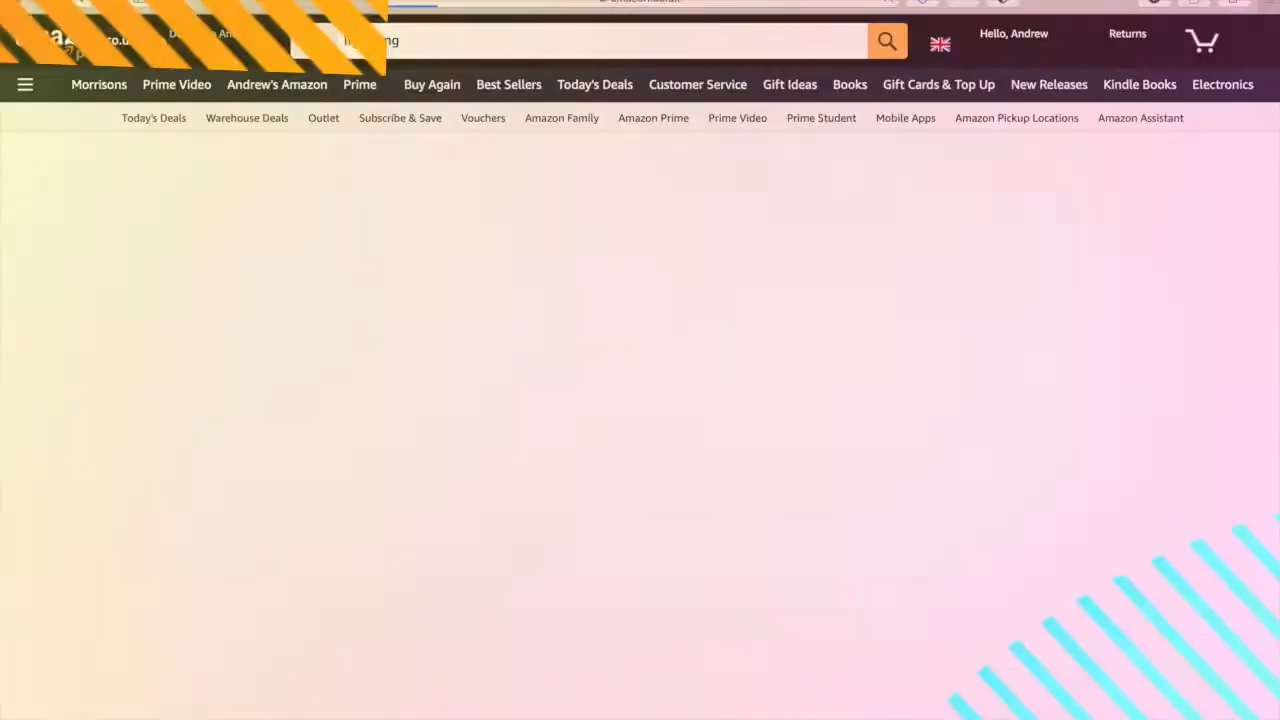 Hello, Andrew
Returns
Morrisons Prime Video Andrew's Amazon Prime Buy Again Best Sellers Today's Deals Customer Service Gift Ideas Books Gift Cards & Top Up New Releases Kindle Books Electronics
Today's Deals Warehouse Deals Outlet Subscribe & Save Vouchers Amazon Family Amazon Prime Prime Video Prime Student Mobile Apps Amazon Pickup Locations Amazon Assistant